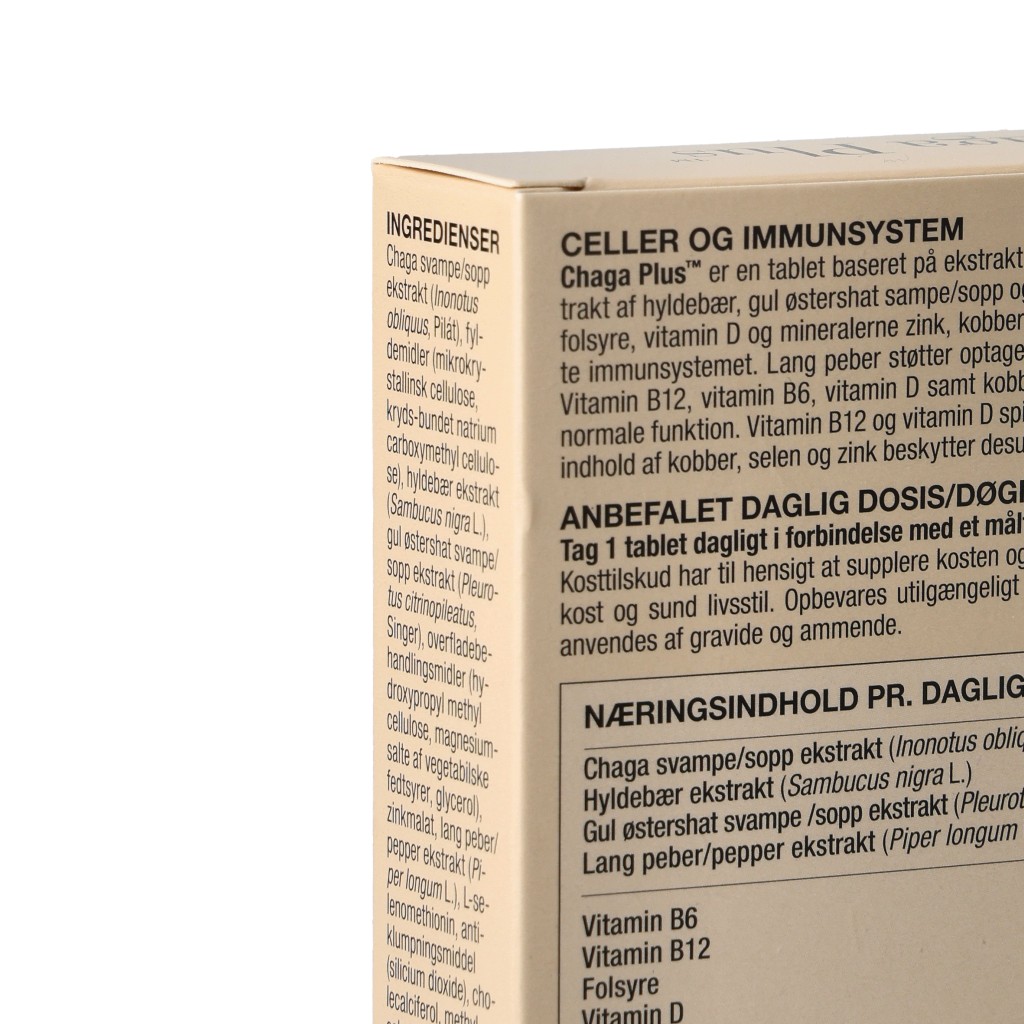 Plus™
INGREDIENSER
Chaga svampe/sopp
ekstrakt (Inonotus
obliquus, Pilát), fyl-
demidler (mikrokry-
stallinsk cellulose,
kryds-bundet natrium
carboxymethyl cellulo-
se), hyldebær ekstrakt
(Sambucus nigra L.),
gul østershat svampe/
sopp ekstrakt (Pleuro-
tus citrinopileatus,
Singer), overfladebe-
handlingsmidler (hy-
droxypropyl methyl
cellulose, magnesium-
salte af vegetabilske
fedtsyrer, glycerol),
zinkmalat, lang peber/
pepper ekstrakt (Pi-
per longum L.), L-se-
lenomethionin, anti-
klumpningsmiddel
(silicium dioxide), cho-
lecalciferol, methyl
CELLER OG IMMUNSYSTEM
Chaga Plus™ er en tablet baseret på ekstrakt
trakt af hyldebær, gul østershat sampe/sopp og
folsyre, vitamin D og mineralerne zink, kobber
te immunsystemet. Lang peber støtter optage
Vitamin B12, vitamin B6, vitamin D samt kobb
normale funktion. Vitamin B12 og vitamin D spi
indhold af kobber, selen og zink beskytter desu
ANBEFALET DAGLIG DOSIS/DØG
Tag 1 tablet dagligt i forbindelse med et mål
Kosttilskud har til hensigt at supplere kosten og
kost og sund livsstil. Opbevares utilgængeligt
anvendes af gravide og ammende.
NÆRINGSINDHOLD PR. DAGLIG
Chaga svampe/sopp ekstrakt (Inonotus obliq
Hyldebær ekstrakt (Sambucus nigra L.)
Gul østershat svampe /sopp ekstrakt (Pleurot
Lang peber/pepper ekstrakt (Piper longum
Vitamin B6
Vitamin B12
Folsyre
Vitamin D